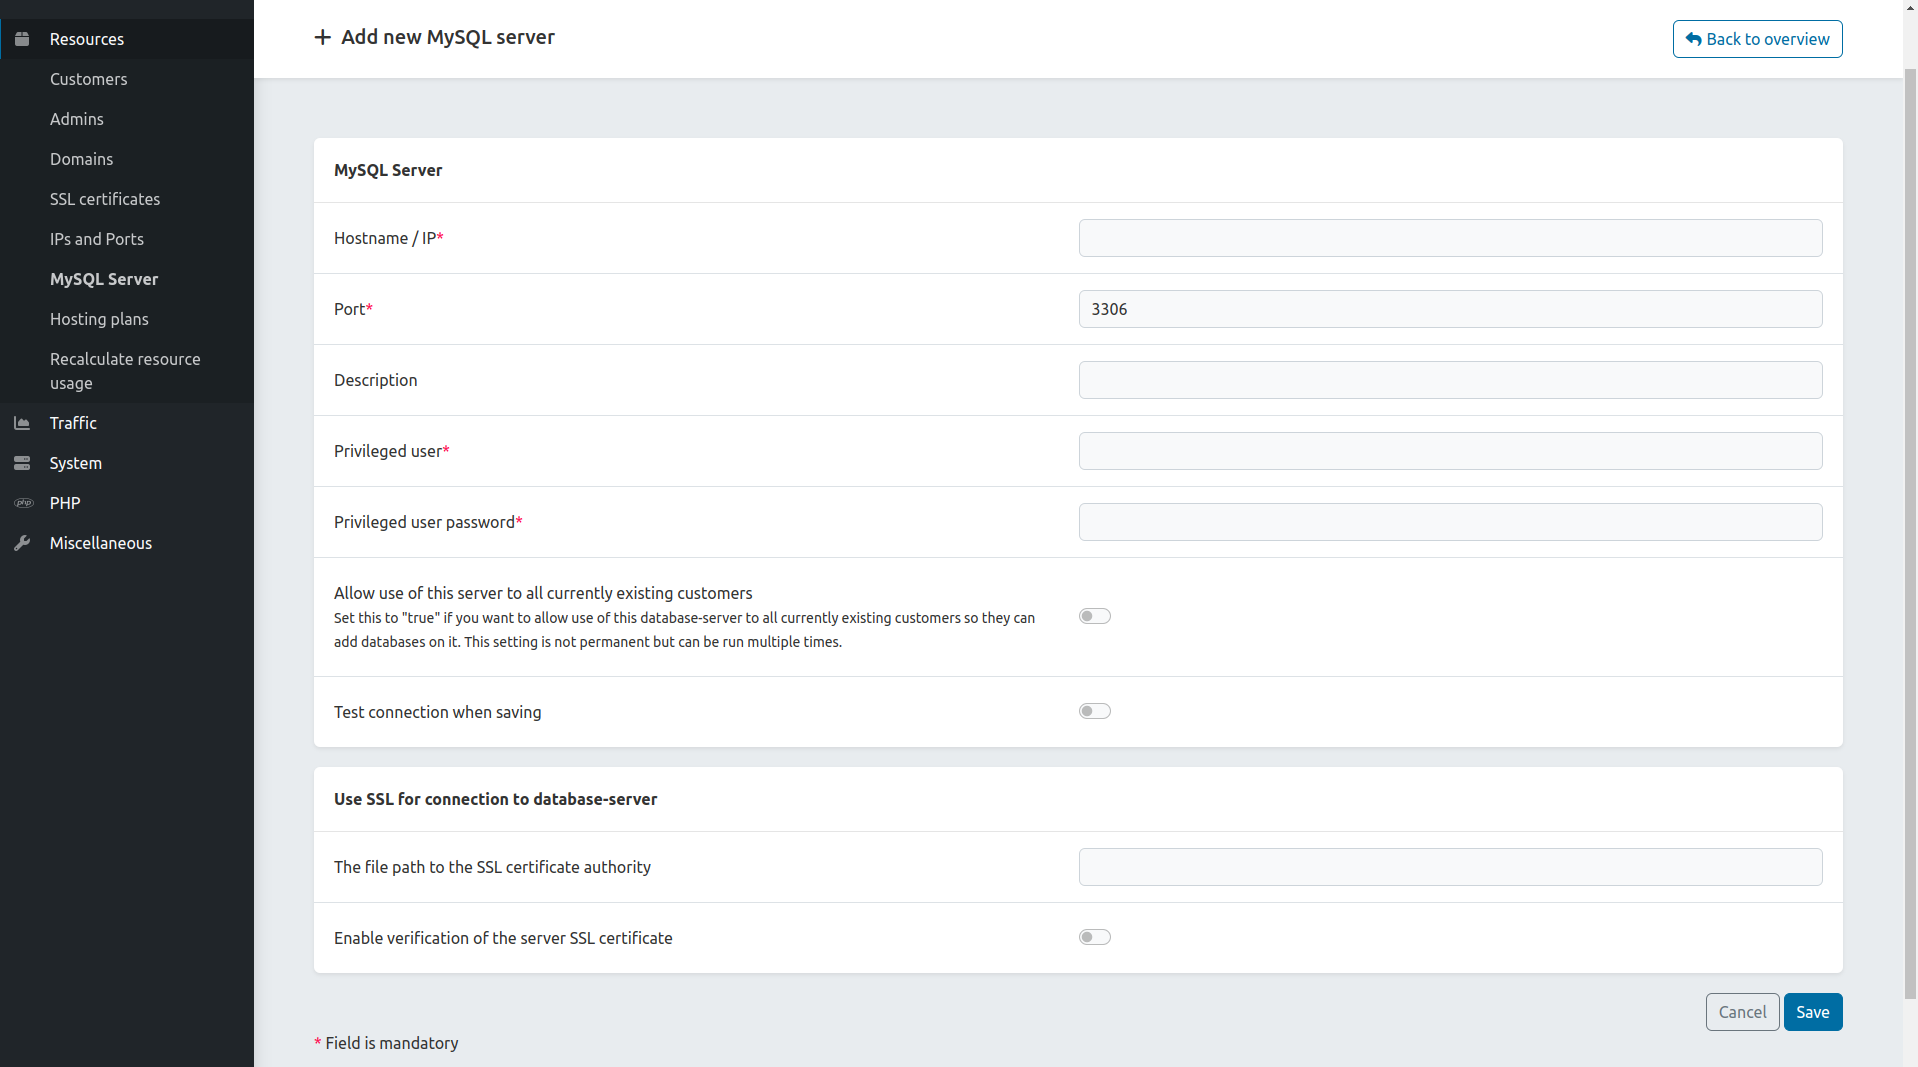 Resources
Customers
Admins
Domains
SSL certificates
IPs and Ports
MySQL Server
Hosting plans
Recalculate resource
usage
Traffic
System
php
PHP
Miscellaneous
Add new MySQL server
Back to overview
MySQL Server
Hostname / IP*
Port*
3306
Description
Privileged user*
Privileged user password*
Allow use of this server to all currently existing customers
Set this to "true" if you want to allow use of this database-server to all currently existing customers so they can
add databases on it. This setting is not permanent but can be run multiple times.
Test connection when saving
Use SSL for connection to database-server
The file path to the SSL certificate authority
Enable verification of the server SSL certificate
Cancel
Save
* Field is mandatory